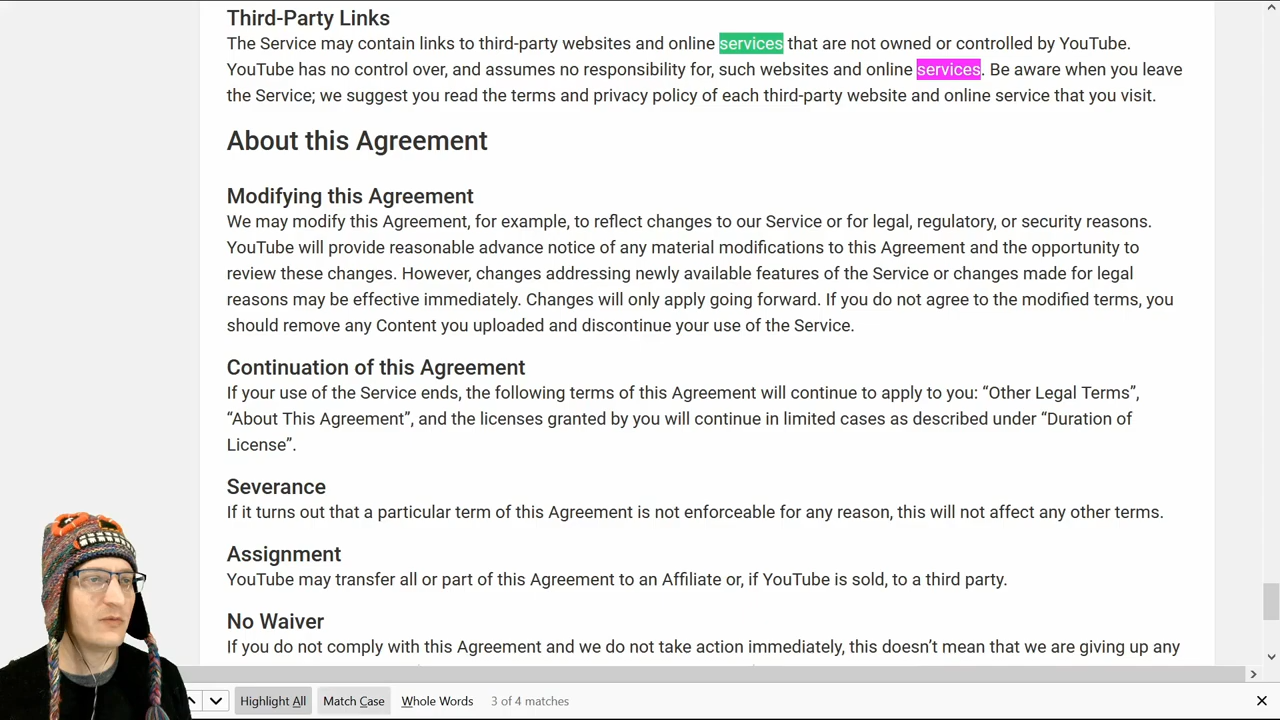 Third-Party Links
The Service may contain links to third-party websites and online services that are not owned or controlled by YouTube.
YouTube has no control over, and assumes no responsibility for, such websites and online services. Be aware when you leave
the Service; we suggest you read the terms and privacy policy of each third-party website and online service that you visit.
About this Agreement
Modifying this Agreement
We may modify this Agreement, for example, to reflect changes to our Service or for legal, regulatory, or security reasons.
YouTube will provide reasonable advance notice of any material modifications to this Agreement and the opportunity to
review these changes. However, changes addressing newly available features of the Service or changes made for legal
reasons may be effective immediately. Changes will only apply going forward. If you do not agree to the modified terms, you
should remove any Content you uploaded and discontinue your use of the Service.
Continuation of this Agreement
If your use of the Service ends, the following terms of this Agreement will continue to apply to you: “Other Legal Terms”,
“About This Agreement”, and the licenses granted by you will continue in limited cases as described under “Duration of
License”.
Severance
If it turns out that a particular term of this Agreement is not enforceable for any reason, this will not affect any other terms.
Assignment
YouTube may transfer all or part of this Agreement to an Affiliate or, if YouTube is sold, to a third party.
No Waiver
If you do not comply with this Agreement and we do not take action immediately, this doesn’t mean that we are giving up any
Highlight All Match Case Whole Words 3 of 4 matches